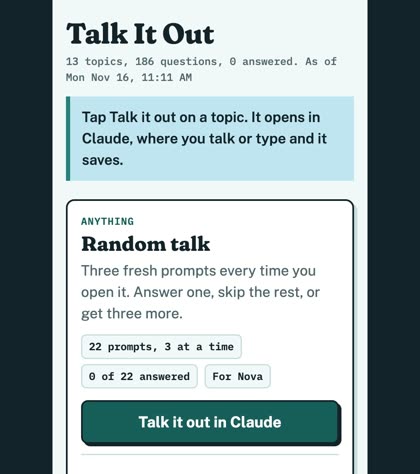 Talk It Out
13 topics, 186 questions, 0 answered. As of
Mon Nov 16, 11:11 AM
Tap Talk it out on a topic. It opens in
Claude, where you talk or type and it
saves.
ANYTHING
Random talk
Three fresh prompts every time you
open it. Answer one, skip the rest, or
get three more.
22 prompts, 3 at a time
0 of 22 answered
For Nova
Talk it out in Claude